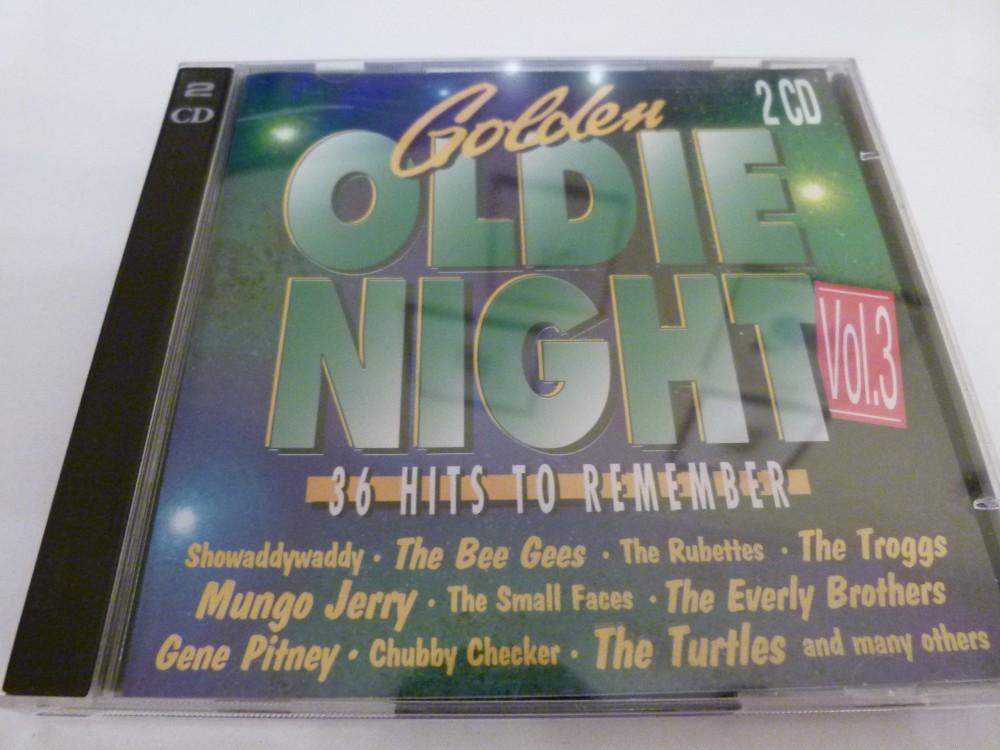 2
CD
Golden
2 CD
OLDIE
NIGHT
Vol.3
36 HITS TO REMEMBER
Showaddywaddy · The Bee Gees · The Rubettes · The Troggs
Mungo Jerry · The Small Faces · The Everly Brothers
Gene Pitney · Chubby Checker · The Turtles and many others